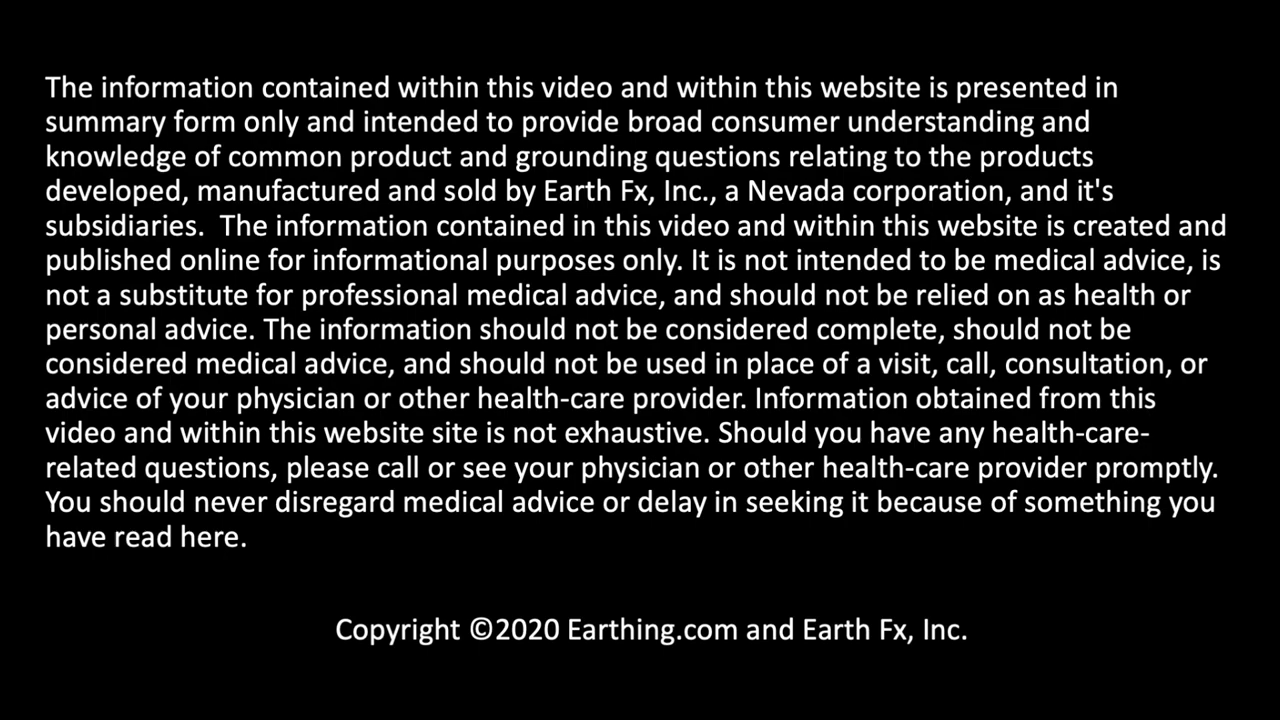 The information contained within this video and within this website is presented in
summary form only and intended to provide broad consumer understanding and
knowledge of common product and grounding questions relating to the products
developed, manufactured and sold by Earth Fx, Inc., a Nevada corporation, and it's
subsidiaries.  The information contained in this video and within this website is created and
published online for informational purposes only. It is not intended to be medical advice, is
not a substitute for professional medical advice, and should not be relied on as health or
personal advice. The information should not be considered complete, should not be
considered medical advice, and should not be used in place of a visit, call, consultation, or
advice of your physician or other health-care provider. Information obtained from this
video and within this website site is not exhaustive. Should you have any health-care-
related questions, please call or see your physician or other health-care provider promptly.
You should never disregard medical advice or delay in seeking it because of something you
have read here.
Copyright ©2020 Earthing.com and Earth Fx, Inc.